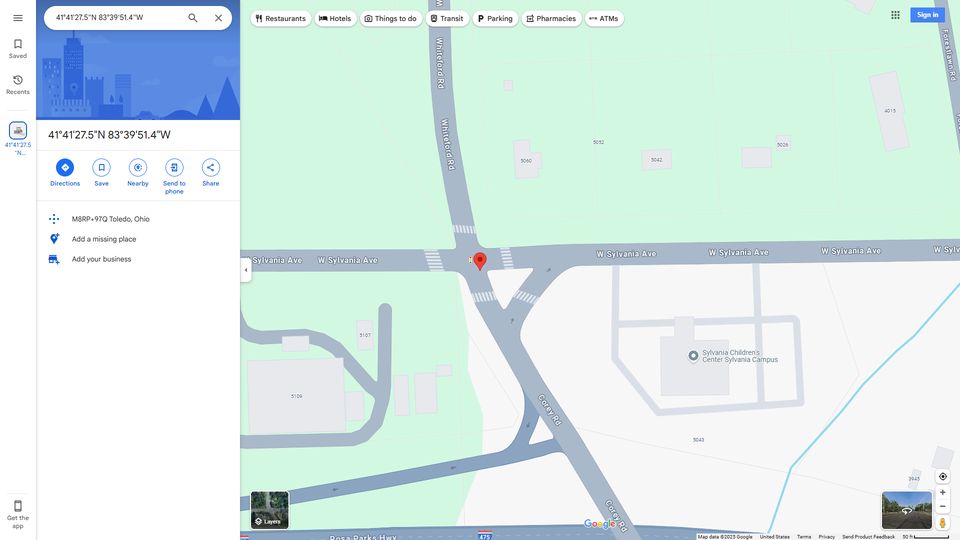 41°41'27.5"N 83°39'51.4"W
Restaurants
Hotels
Things to do
Transit
Parking
Pharmacies
ATMs
Sign in
Saved
Recents
41°41'27.5
"N...
41°41'27.5"N 83°39'51.4"W
Directions
Save
Nearby
Send to
phone
Share
M8RP+97Q Toledo, Ohio
Add a missing place
Add your business
Get the
app
Whiteford Rd
Whiteford Rd
Forestlawn Rd
4015
5052
5060
5042
5026
Sylvania Ave
W Sylvania Ave
W Sylvania Ave
W Sylvania Ave
W Sylvania Ave
W Sy
5107
5109
Sylvania Children's
Center Sylvania Campus
Corey Rd
5043
3945
Corey Rd
Layers
Google
Rosa Parks Hwy
475
Map data ©2025 Google
United States
Terms
Privacy
Send Product Feedback
50 ft